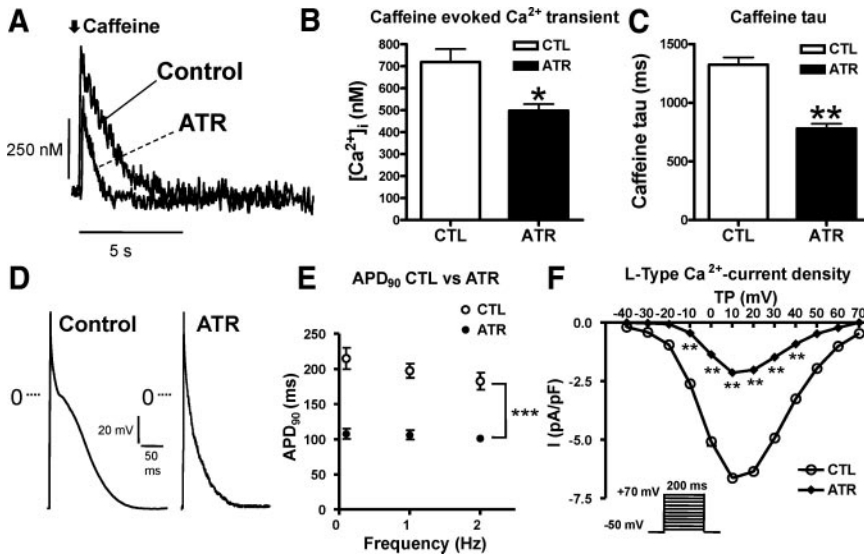 A
Caffeine
Control
ATR
250 nM
5 s
B
Caffeine evoked Ca²⁺ transient
CTL
ATR
[Ca²⁺]i (nM)
800
700
600
500
400
300
200
100
0
*
CTL
ATR
C
Caffeine tau
CTL
ATR
Caffeine tau (ms)
1500
1000
500
0
**
CTL
ATR
D
Control
ATR
0
0
20 mV
50
ms
E
APD₉₀ CTL vs ATR
CTL
ATR
APD₉₀ (ms)
250
200
150
100
50
0
***
0
1
2
Frequency (Hz)
F
L-Type Ca²⁺-current density
TP (mV)
-40 -30 -20 -10 0 10 20 30 40 50 60 70
0.0
-2.5
-5.0
-7.5
I (pA/pF)
** ** ** ** ** **
CTL
ATR
+70 mV
200 ms
-50 mV